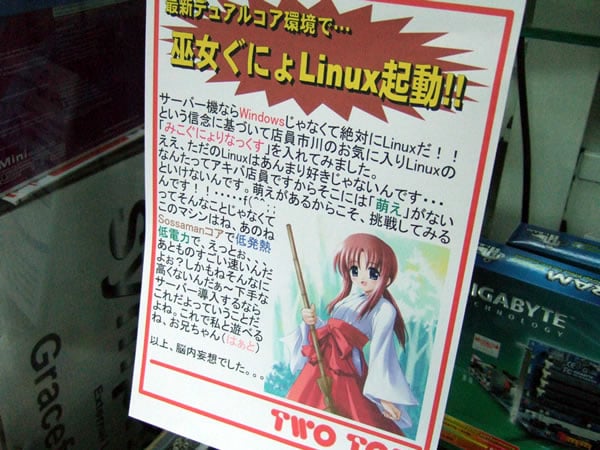 最新デュアルコア環境で…
巫女ぐにょLinux起動!!
サーバー機ならWindowsじゃなくて絶対にLinuxだ！！
という信念に基づいて店員市川のお気に入りLinuxの
「みこぐにょりなっくす」を入れてみました。
ええ、ただのLinuxはあんまり好きじゃないんです・・・
なんたってアキバ店員ですからそこには「萌え」がない
といけないんです。萌えがあるからこそ、挑戦してみる
んです！！・・・・・f(^^;;
ってそんなことじゃなくて
このマシンはね、あのね
Sossamanコアで低発熱
低電力で、えっとぉ、
あとものすごい速いんだ
よぉ？しかもねそんなに
高くないんだぁ～下手な
サーバー導入するなら
これだよっていうことだ
よね。これで私と遊べる
ね、お兄ちゃん(はぁと)
以上、脳内妄想でした。。。
TWO TO
Mini
Grace
External
IGABYTE
CHNOLOGY